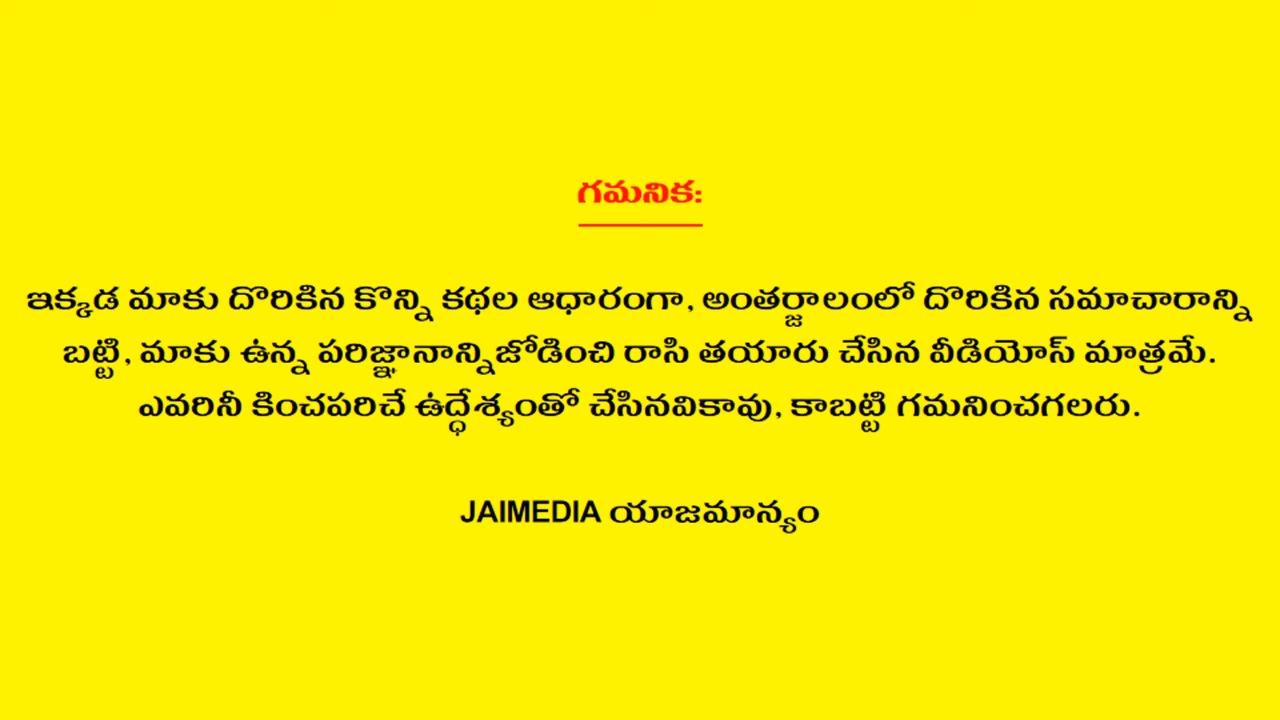 గమనిక:
ఇక్కడ మాకు దొరికిన కొన్ని కథల ఆధారంగా, అంతర్జాలంలో దొరికిన సమాచారాన్ని
బట్టి, మాకు ఉన్న పరిజ్ఞానాన్నిజోడించి రాసి తయారు చేసిన వీడియోస్ మాత్రమే.
ఎవరినీ కించపరిచే ఉద్ధేశ్యంతో చేసినవికావు, కాబట్టి గమనించగలరు.
JAIMEDIA యాజమాన్యం